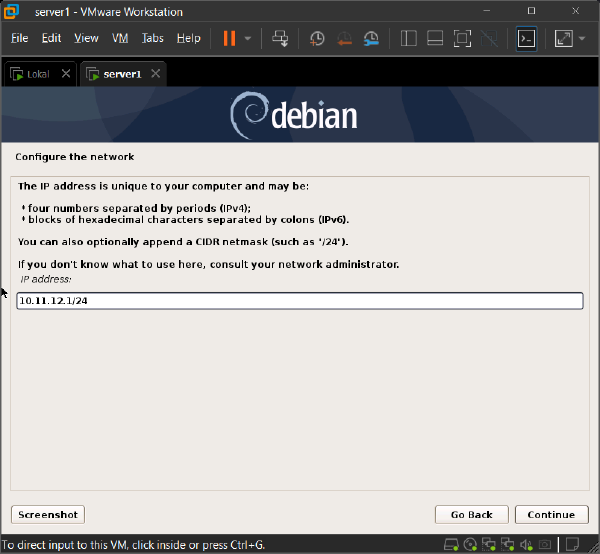 server1 - VMware Workstation
File Edit View VM Tabs Help
Lokal server1
debian
Configure the network
The IP address is unique to your computer and may be:
* four numbers separated by periods (IPv4);
* blocks of hexadecimal characters separated by colons (IPv6).
You can also optionally append a CIDR netmask (such as '/24').
If you don't know what to use here, consult your network administrator.
IP address:
10.11.12.1/24
Screenshot Go Back Continue
To direct input to this VM, click inside or press Ctrl+G.